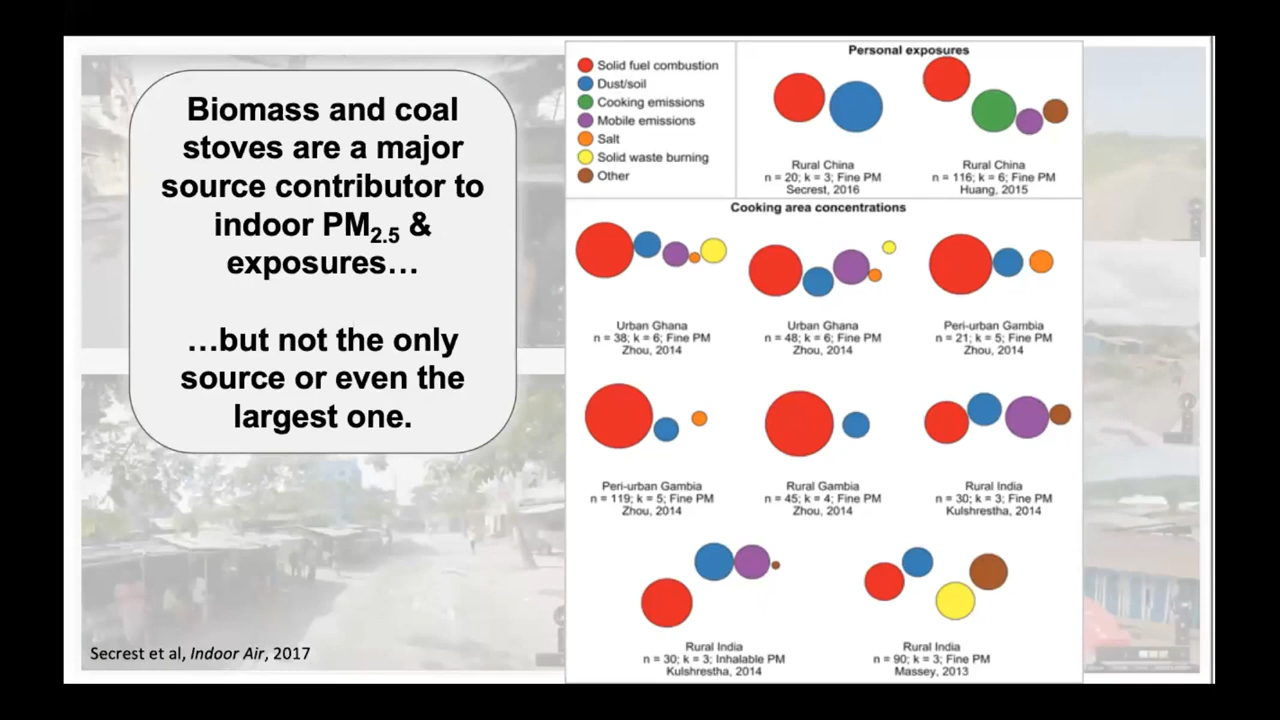 Biomass and coal
stoves are a major
source contributor to
indoor PM2.5 &
exposures…
…but not the only
source or even the
largest one.
Secrest et al, Indoor Air, 2017
Solid fuel combustion
Dust/soil
Cooking emissions
Mobile emissions
Salt
Solid waste burning
Other
Personal exposures
Rural China
n = 20; k = 3; Fine PM
Secrest, 2016
Rural China
n = 116; k = 6; Fine PM
Huang, 2015
Cooking area concentrations
Urban Ghana
n = 38; k = 6; Fine PM
Zhou, 2014
Urban Ghana
n = 48; k = 6; Fine PM
Zhou, 2014
Peri-urban Gambia
n = 21; k = 5; Fine PM
Zhou, 2014
Peri-urban Gambia
n = 119; k = 5; Fine PM
Zhou, 2014
Rural Gambia
n = 45; k = 4; Fine PM
Zhou, 2014
Rural India
n = 30; k = 3; Fine PM
Kulshrestha, 2014
Rural India
n = 30; k = 3; Inhalable PM
Kulshrestha, 2014
Rural India
n = 90; k = 3; Fine PM
Massey, 2013